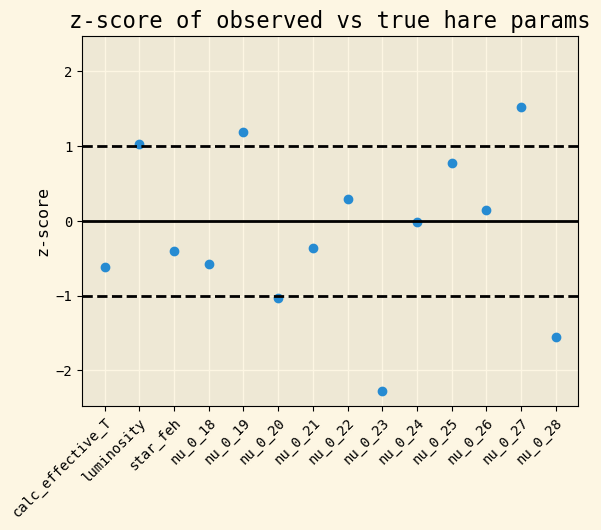 z-score of observed vs true hare params
z-score
2
1
0
−1
−2
calc_effective_T
luminosity
star_feh
nu_0_18
nu_0_19
nu_0_20
nu_0_21
nu_0_22
nu_0_23
nu_0_24
nu_0_25
nu_0_26
nu_0_27
nu_0_28